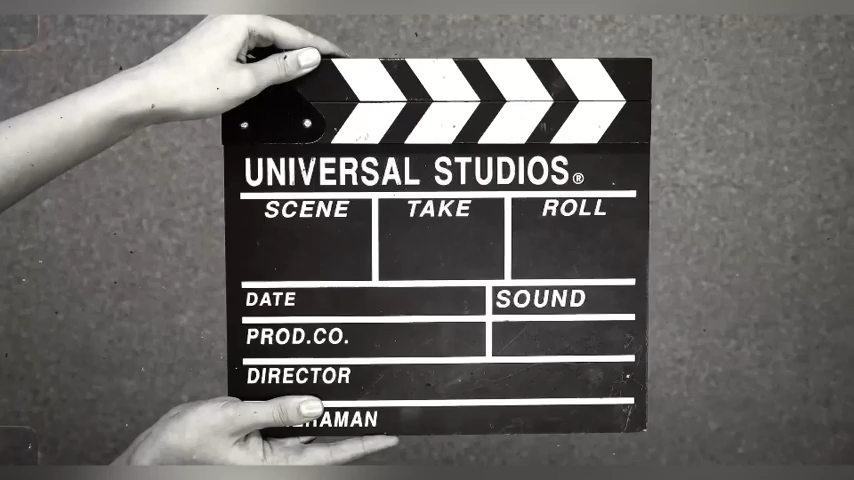 UNIVERSAL STUDIOS®
SCENE TAKE ROLL
DATE SOUND
PROD.CO.
DIRECTOR